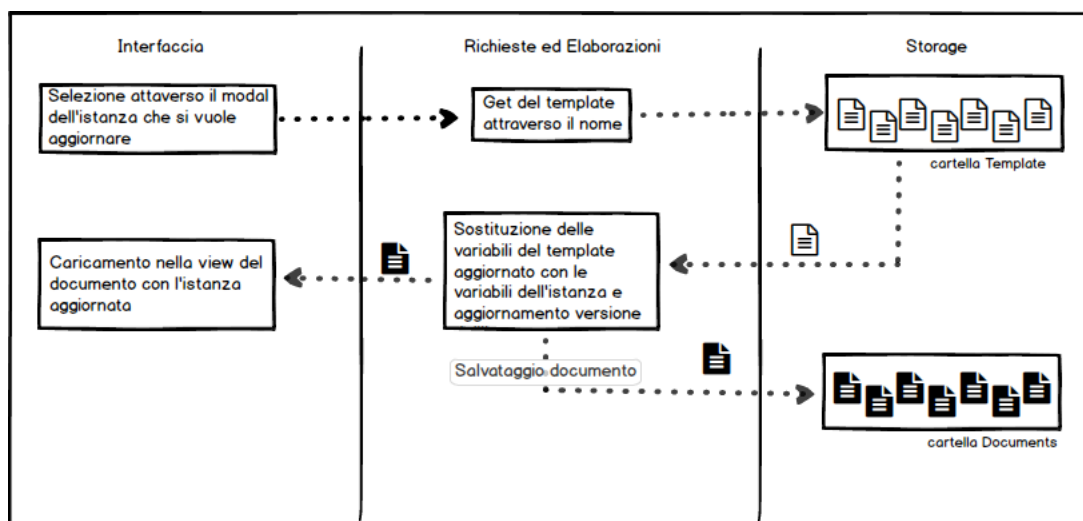 Interfaccia
Richieste ed Elaborazioni
Storage
Selezione attaverso il modal
dell'istanza che si vuole
aggiornare
Get del template
attraverso il nome
cartella Template
Sostituzione delle
variabili del template
aggiornato con le
variabili dell'istanza e
aggiornamento versione
Caricamento nella view del
documento con l'istanza
aggiornata
Salvataggio documento
cartella Documents